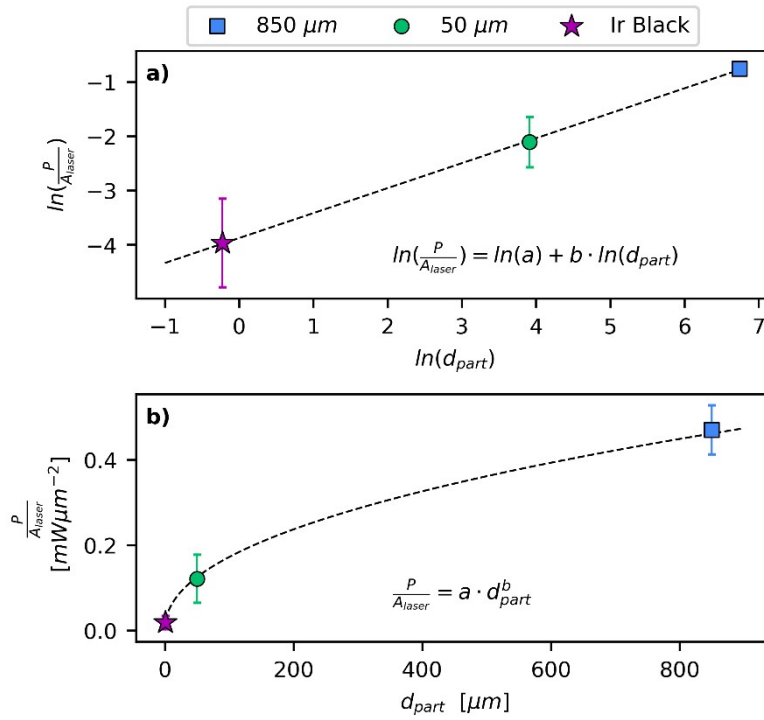 850 μm 50 μm Ir Black
a)
ln(P/A_laser)
−1
−2
−3
−4
ln(P/A_laser) = ln(a) + b · ln(d_part)
−1 0 1 2 3 4 5 6 7
ln(d_part)
b)
P/A_laser
[mWμm⁻²]
0.4
0.2
0.0
P/A_laser = a · d_part^b
0 200 400 600 800
d_part [μm]